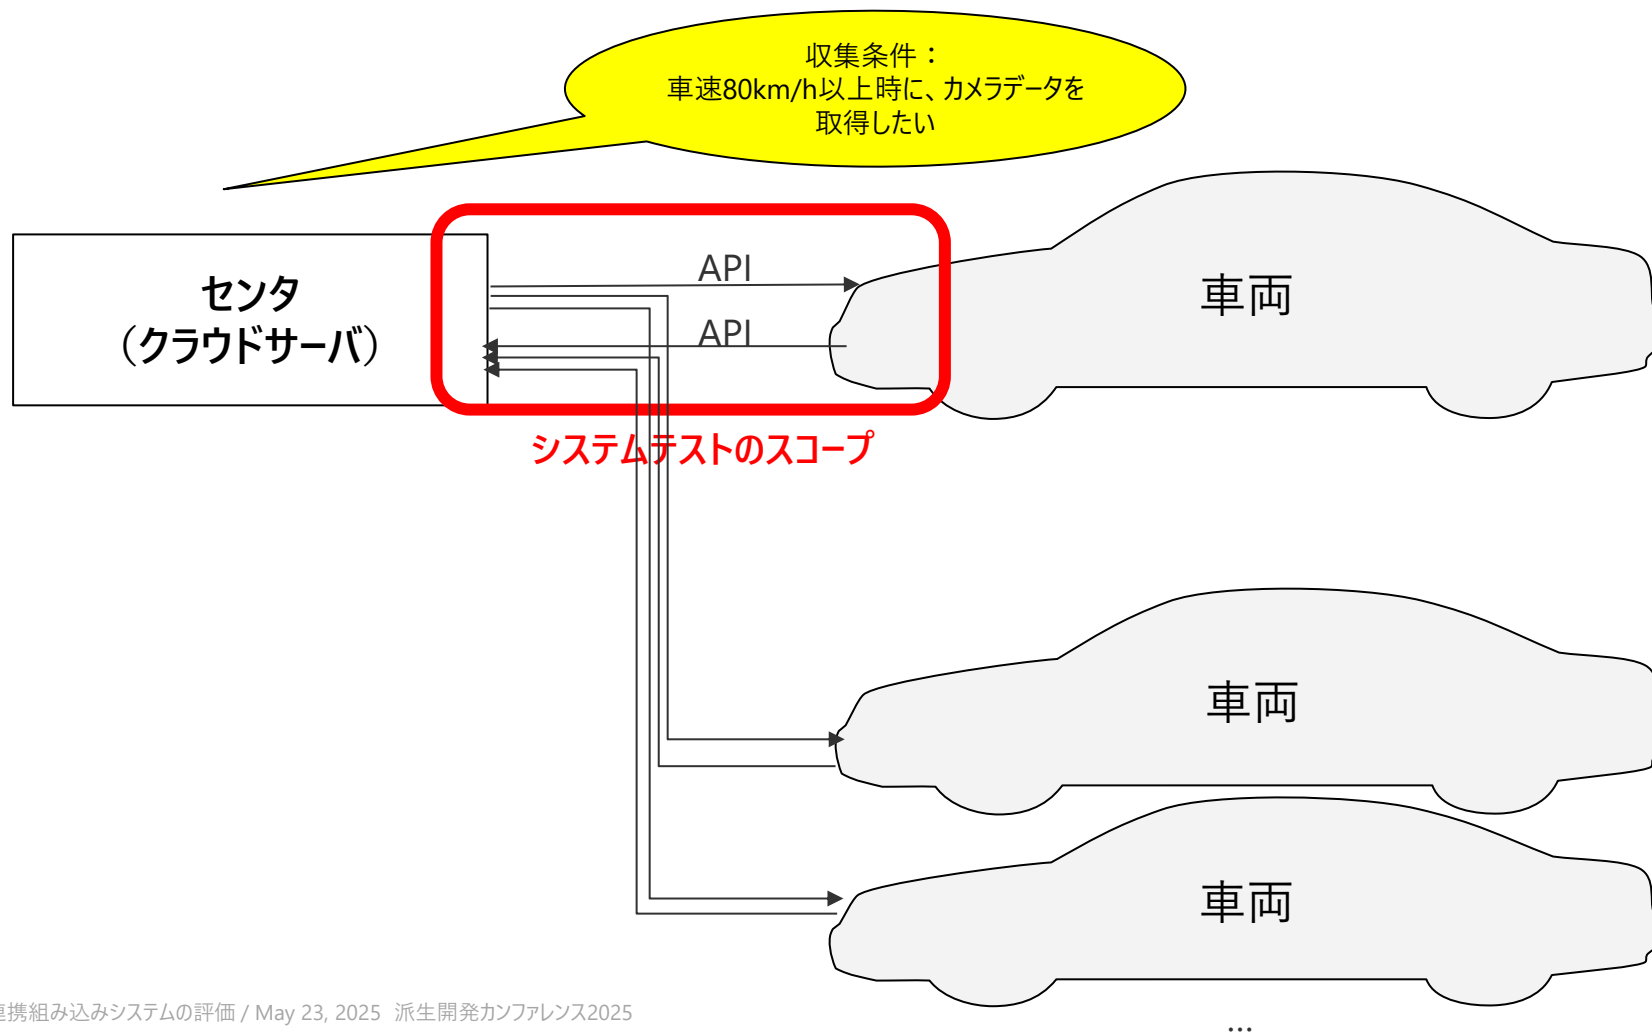 収集条件：
車速80km/h以上時に、カメラデータを
取得したい
センタ
（クラウドサーバ）
API
API
車両
システムテストのスコープ
車両
車両
...
携組み込みシステムの評価 / May 23, 2025 派生開発カンファレンス2025